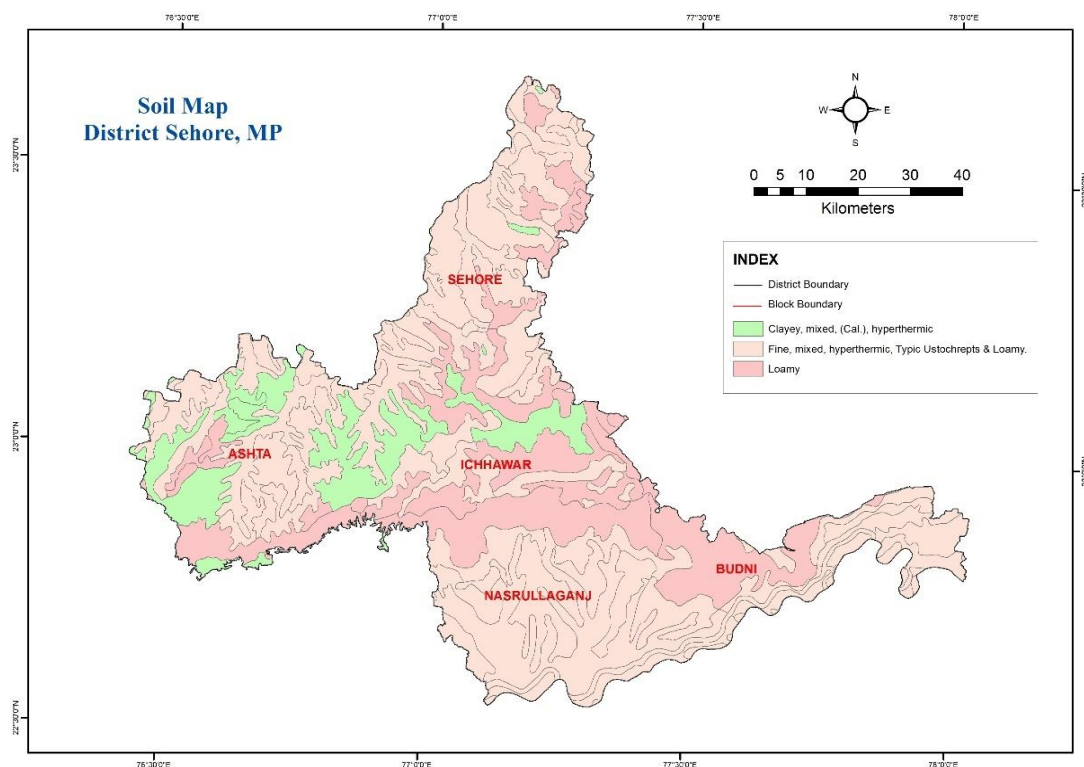 76°30'0"E
77°0'0"E
77°30'0"E
78°0'0"E
Soil Map
District Sehore, MP
N
W
E
S
23°30'0"N
0 5 10 20 30 40
Kilometers
INDEX
District Boundary
Block Boundary
Clayey, mixed, (Cal.), hyperthermic
Fine, mixed, hyperthermic, Typic Ustochrepts & Loamy.
Loamy
SEHORE
23°0'0"N
ASHTA
ICHHAWAR
BUDNI
NASRULLAGANJ
22°30'0"N
76°30'0"E
77°0'0"E
77°30'0"E
78°0'0"E